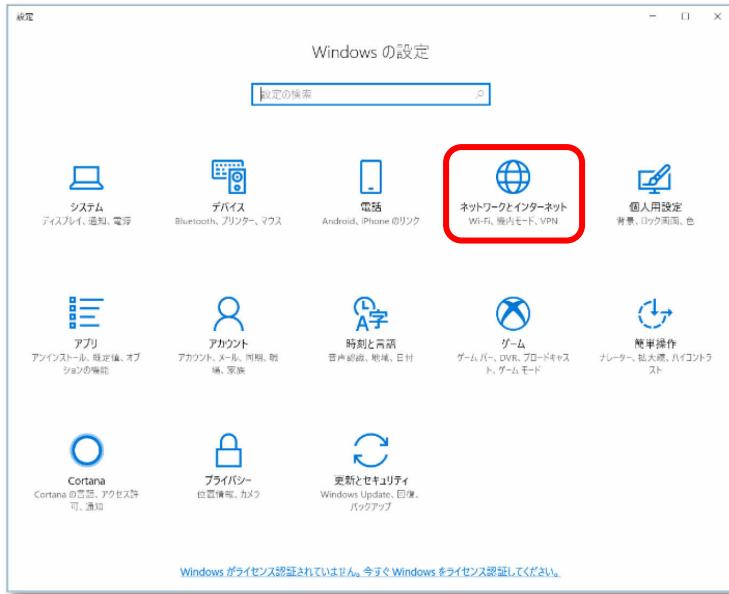 設定
Windows の設定
設定の検索
システム
ディスプレイ、通知、電源
デバイス
Bluetooth、プリンター、マウス
電話
Android、iPhone のリンク
ネットワークとインターネット
Wi-Fi、機内モード、VPN
個人用設定
背景、ロック画面、色
アプリ
アンインストール、既定値、オプ
ションの機能
アカウント
アカウント、メール、同期、職
場、家族
時刻と言語
音声認識、地域、日付
ゲーム
ゲーム バー、DVR、ブロードキャス
ト、ゲーム モード
簡単操作
ナレーター、拡大鏡、ハイコントラ
スト
Cortana
Cortana の言語、アクセス許
可、通知
プライバシー
位置情報、カメラ
更新とセキュリティ
Windows Update、回復、
バックアップ
Windows がライセンス認証されていません。今すぐ Windows をライセンス認証してください。